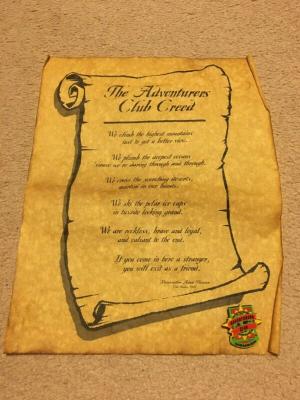 The Adventurers
Club Creed
We climb the highest mountains
just to get a better view.
We plumb the deepest oceans
'cause we're daring through and through.
We cross the scorching deserts,
martini in our hands.
We ski the polar ice caps
in tuxedo looking grand.
We are reckless, brave and loyal,
and valiant to the end.
If you come in here a stranger,
you will exit as a friend.